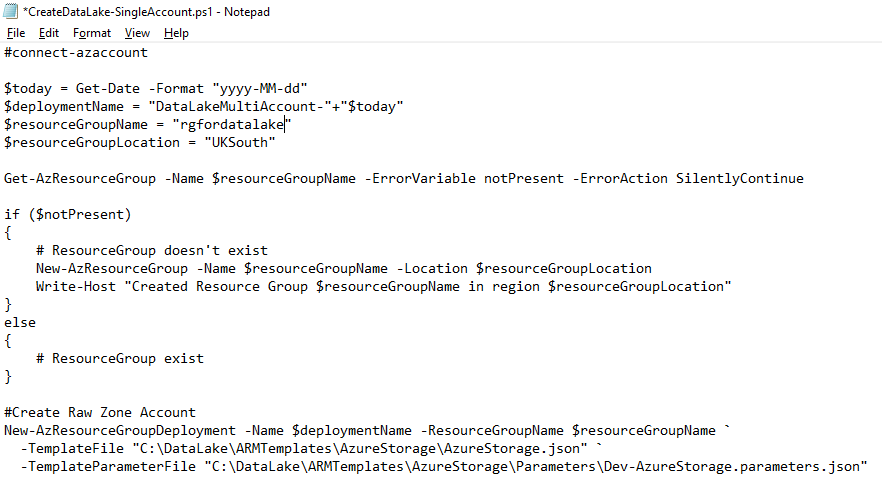 *CreateDataLake-SingleAccount.ps1 - Notepad
File Edit Format View Help
#connect-azaccount
$today = Get-Date -Format "yyyy-MM-dd"
$deploymentName = "DataLakeMultiAccount-"+"$today"
$resourceGroupName = "rgfordatalake"
$resourceGroupLocation = "UKSouth"
Get-AzResourceGroup -Name $resourceGroupName -ErrorVariable notPresent -ErrorAction SilentlyContinue
if ($notPresent)
{
    # ResourceGroup doesn't exist
    New-AzResourceGroup -Name $resourceGroupName -Location $resourceGroupLocation
    Write-Host "Created Resource Group $resourceGroupName in region $resourceGroupLocation"
}
else
{
    # ResourceGroup exist
}
#Create Raw Zone Account
New-AzResourceGroupDeployment -Name $deploymentName -ResourceGroupName $resourceGroupName `
  -TemplateFile "C:\DataLake\ARMTemplates\AzureStorage\AzureStorage.json" `
  -TemplateParameterFile "C:\DataLake\ARMTemplates\AzureStorage\Parameters\Dev-AzureStorage.parameters.json"